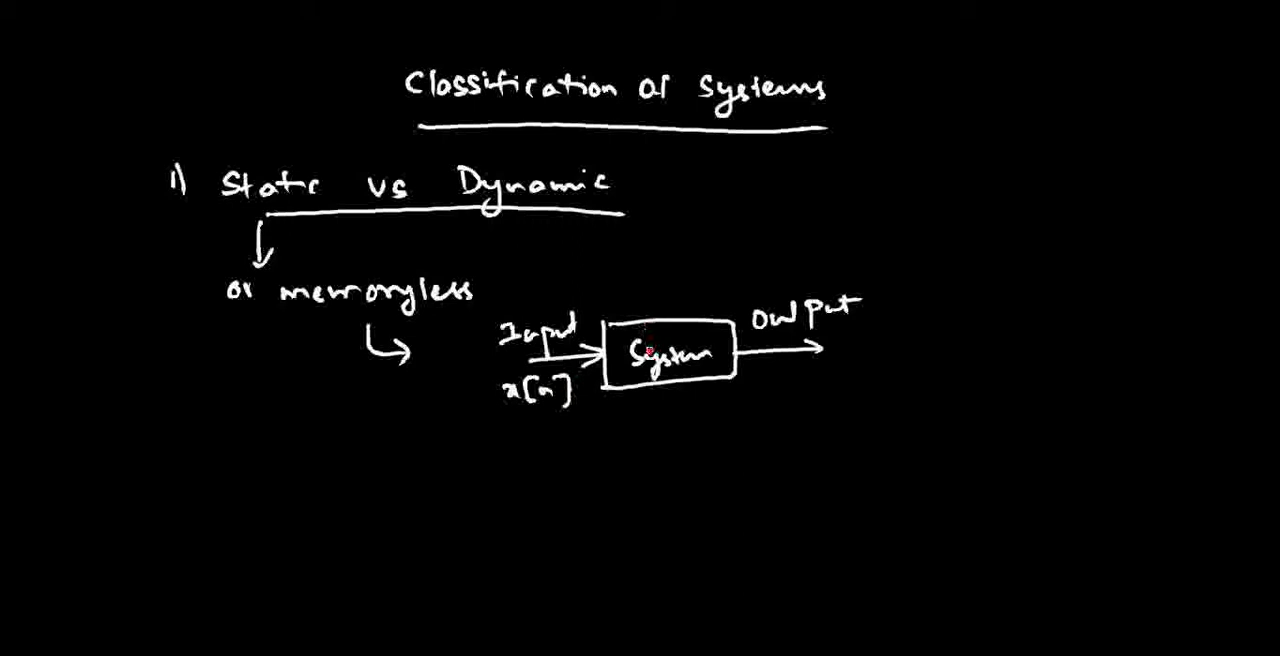 Classification of Systems
1) Static vs Dynamic
or memoryless
Input
x[n]
System
Output